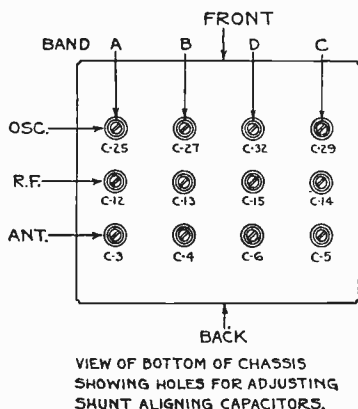 FRONT
BAND A B D C
OSC.
C-25 C-27 C-32 C-29
R.F.
C-12 C-13 C-15 C-14
ANT.
C-3 C-4 C-6 C-5
BACK
VIEW OF BOTTOM OF CHASSIS
SHOWING HOLES FOR ADJUSTING
SHUNT ALIGNING CAPACITORS.